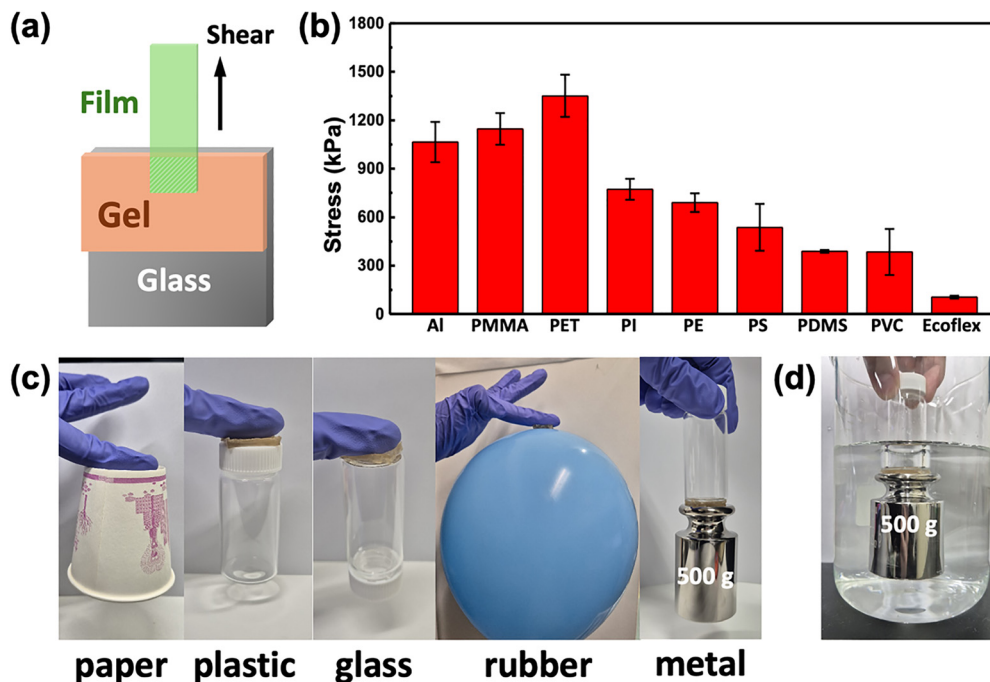 (a)
Shear
Film
Gel
Glass
(b)
Stress (kPa)
1800
1500
1200
900
600
300
0
Al PMMA PET PI PE PS PDMS PVC Ecoflex
(c)
500 g
paper plastic glass rubber metal
(d)
500 g